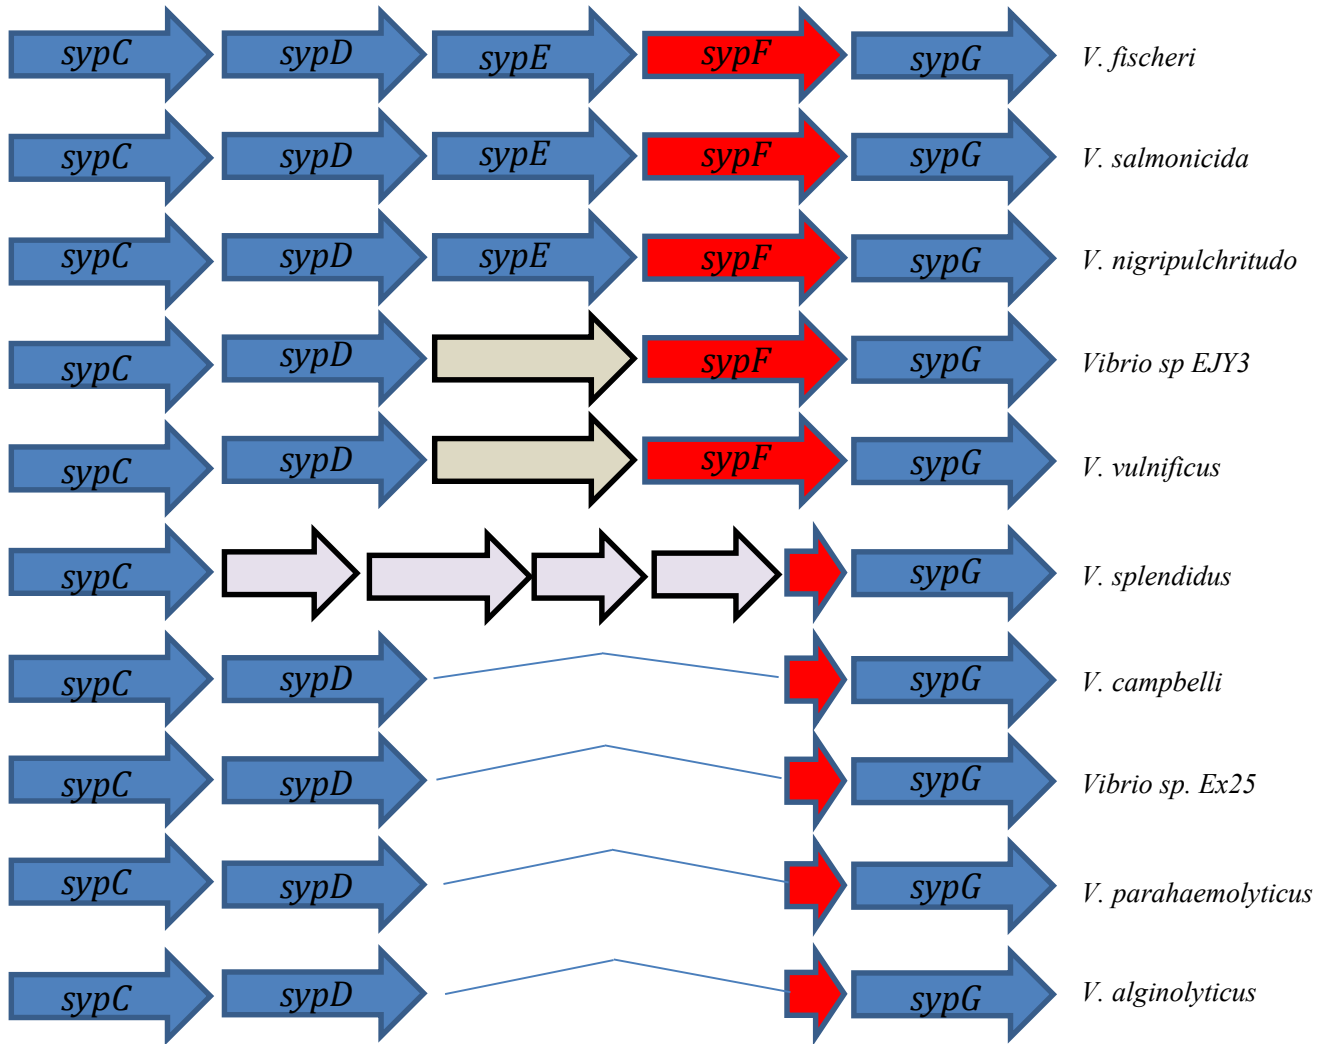 sypC sypD sypE sypF sypG V. fischeri
sypC sypD sypE sypF sypG V. salmonicida
sypC sypD sypE sypF sypG V. nigripulchritudo
sypC sypD sypF sypG Vibrio sp EJY3
sypC sypD sypF sypG V. vulnificus
sypC sypG V. splendidus
sypC sypD sypG V. campbelli
sypC sypD sypG Vibrio sp. Ex25
sypC sypD sypG V. parahaemolyticus
sypC sypD sypG V. alginolyticus